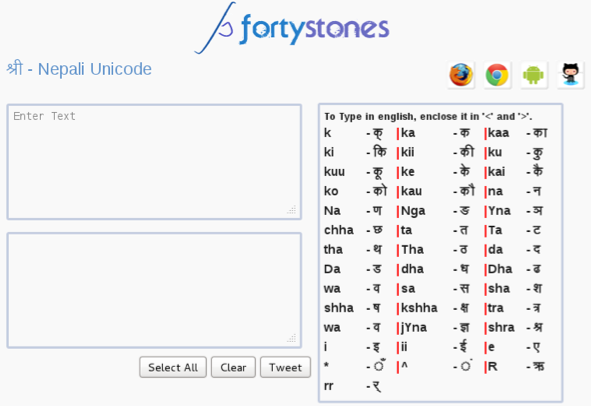 fortystones
श्री - Nepali Unicode
Enter Text
Select All Clear Tweet
To Type in english, enclose it in '<' and '>'.
k - क् |ka - क |kaa - का
ki - कि |kii - की |ku - कु
kuu - कू |ke - के |kai - कै
ko - को |kau - कौ |na - न
Na - ण |Nga - ङ |Yna - ञ
chha - छ |ta - त |Ta - ट
tha - थ |Tha - ठ |da - द
Da - ड |dha - ध |Dha - ढ
wa - व |sa - स |sha - श
shha - ष |kshha - क्ष |tra - त्र
wa - व |jYna - ज्ञ |shra - श्र
i - इ |ii - ई |e - ए
* - ँ |^ - ं |R - ऋ
rr - र्